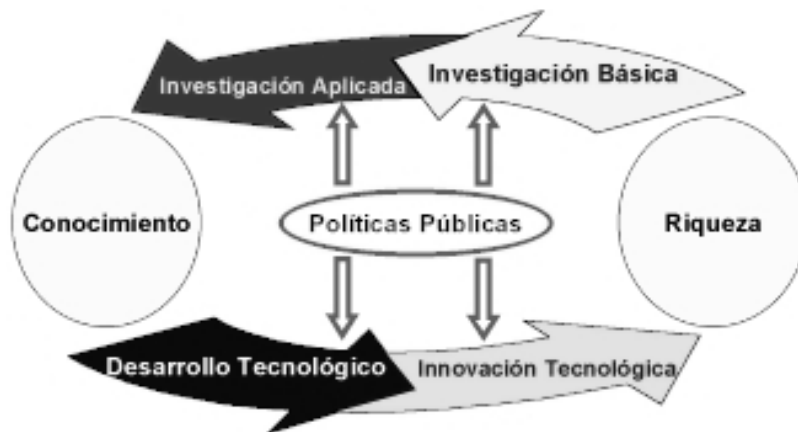 Investigación Aplicada
Investigación Básica
Conocimiento
Políticas Públicas
Riqueza
Desarrollo Tecnológico
Innovación Tecnológica